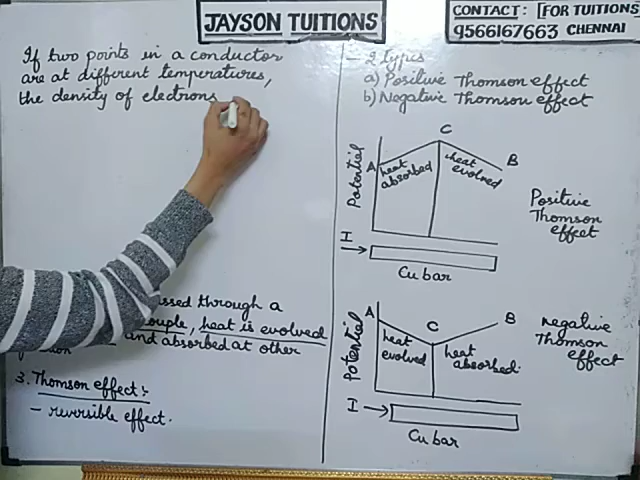 JAYSON TUITIONS
CONTACT: [FOR TUITIONS
9566167663 CHENNAI
If two points in a conductor
are at different temperatures,
the density of electrons
ssed through a
ouple, heat is evolved
and absorbed at other
3. Thomson effect:-
- reversible effect.
- 2 types
a) Positive Thomson effect
b) Negative Thomson effect
Potential
A
C
B
heat absorbed
heat evolved
I
Cu bar
Positive
Thomson
effect
Potential
A
C
B
heat evolved
heat absorbed.
I
Cu bar
Negative
Thomson
effect